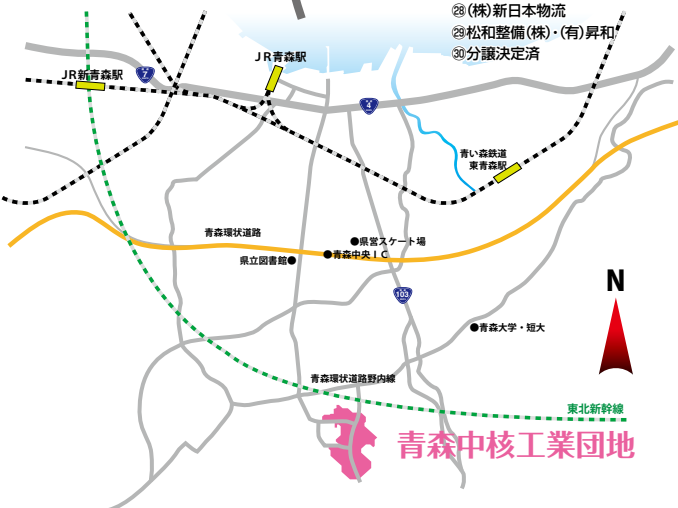 ㉘(株)新日本物流
㉙松和整備(株)・(有)昇和
㉚分譲決定済
JR青森駅
JR新青森駅
7
4
青い森鉄道
東青森駅
青森環状道路
県営スケート場
青森中央IC
県立図書館
103
N
青森大学・短大
青森環状道路野内線
東北新幹線
青森中核工業団地